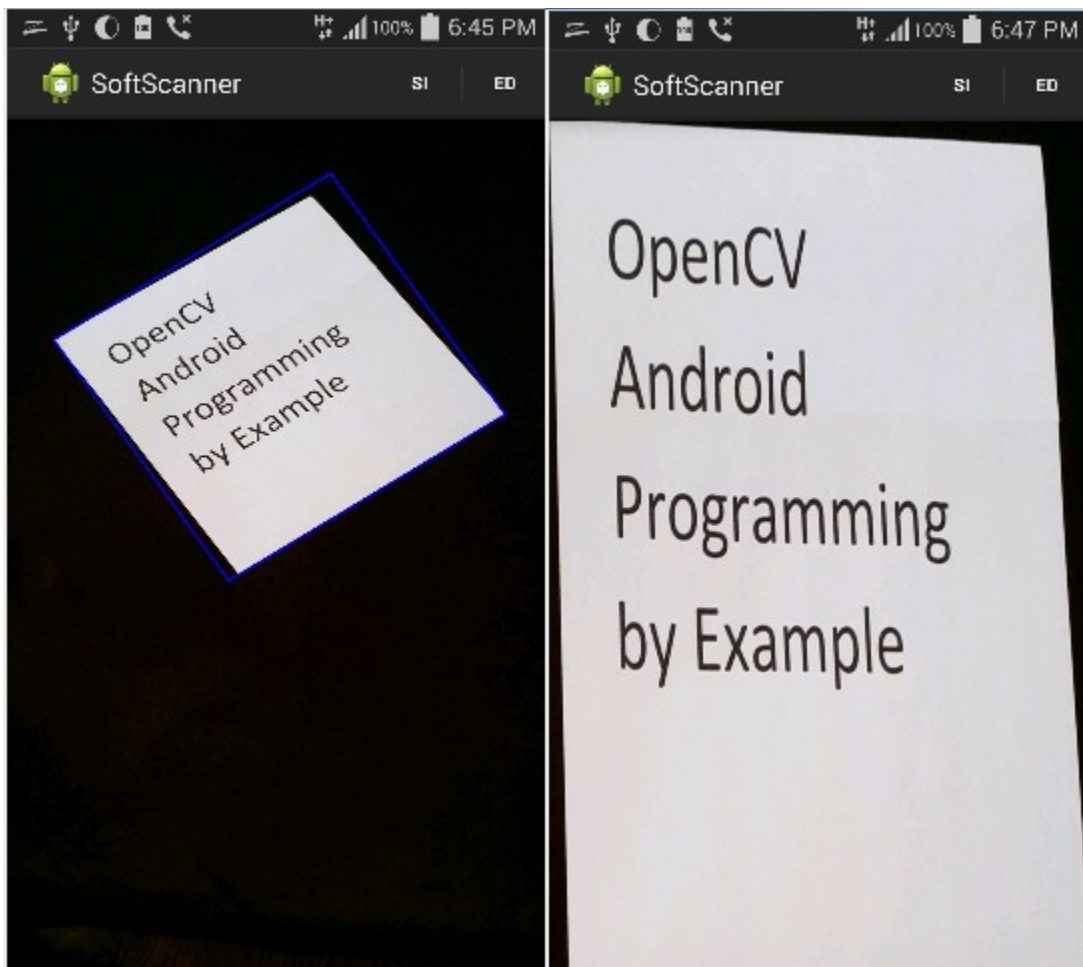 100% 6:45 PM
SoftScanner SI ED
OpenCV
Android
Programming
by Example
100% 6:47 PM
SoftScanner SI ED
OpenCV
Android
Programming
by Example